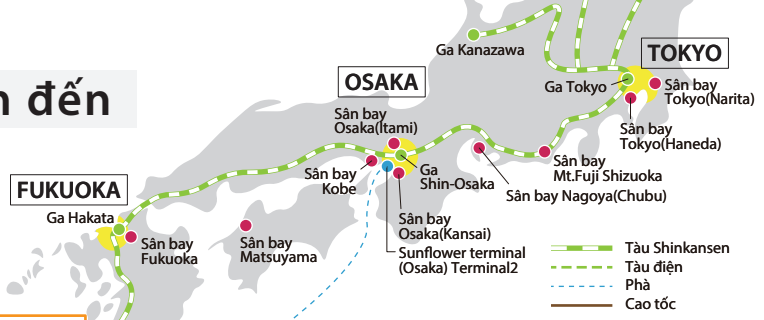 Ga Kanazawa
TOKYO
OSAKA
Ga Tokyo
Sân bay
Tokyo(Narita)
n đến
Sân bay
Osaka(Itami)
Sân bay
Tokyo(Haneda)
Sân bay
Mt.Fuji Shizuoka
Sân bay
Kobe
Ga
Shin-Osaka
Sân bay Nagoya(Chubu)
FUKUOKA
Ga Hakata
Sân bay
Osaka(Kansai)
Sân bay
Fukuoka
Sân bay
Matsuyama
Sunflower terminal
(Osaka) Terminal2
Tàu Shinkansen
Tàu điện
Phà
Cao tốc